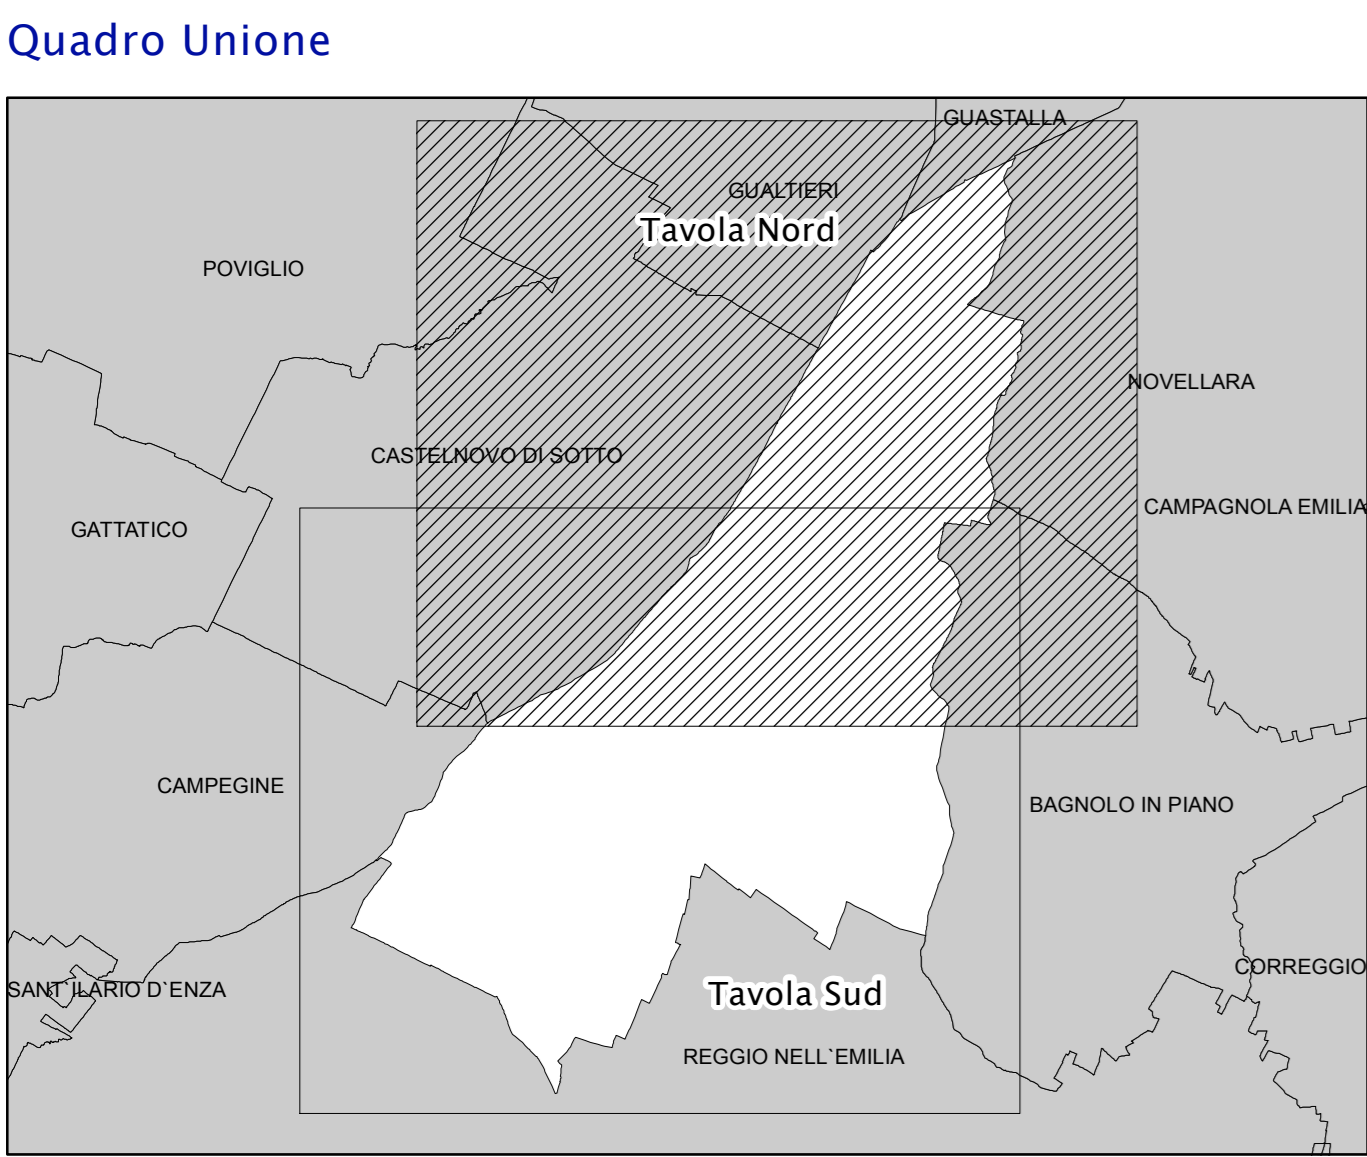 Quadro Unione
GUASTALLA
GUALTIERI
Tavola Nord
POVIGLIO
NOVELLARA
CASTELNOVO DI SOTTO
CAMPAGNOLA EMILIA
GATTATICO
CAMPEGINE
BAGNOLO IN PIANO
CORREGGIO
SANT`ILARIO D`ENZA
Tavola Sud
REGGIO NELL`EMILIA